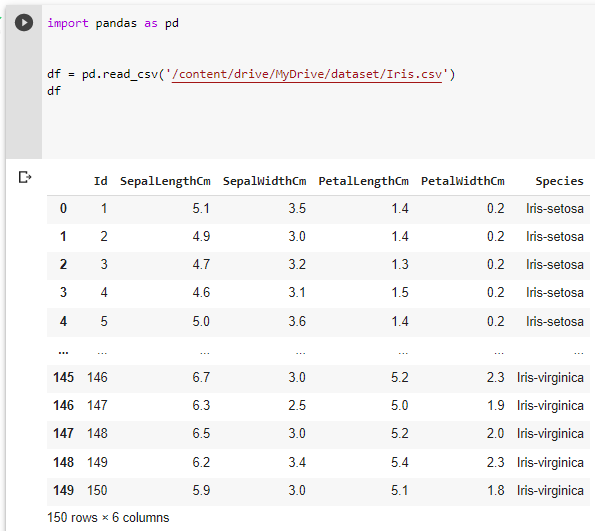 import pandas as pd
df = pd.read_csv('/content/drive/MyDrive/dataset/Iris.csv')
df
Id SepalLengthCm SepalWidthCm PetalLengthCm PetalWidthCm Species
0 1 5.1 3.5 1.4 0.2 Iris-setosa
1 2 4.9 3.0 1.4 0.2 Iris-setosa
2 3 4.7 3.2 1.3 0.2 Iris-setosa
3 4 4.6 3.1 1.5 0.2 Iris-setosa
4 5 5.0 3.6 1.4 0.2 Iris-setosa
... ... ... ... ... ... ...
145 146 6.7 3.0 5.2 2.3 Iris-virginica
146 147 6.3 2.5 5.0 1.9 Iris-virginica
147 148 6.5 3.0 5.2 2.0 Iris-virginica
148 149 6.2 3.4 5.4 2.3 Iris-virginica
149 150 5.9 3.0 5.1 1.8 Iris-virginica
150 rows × 6 columns